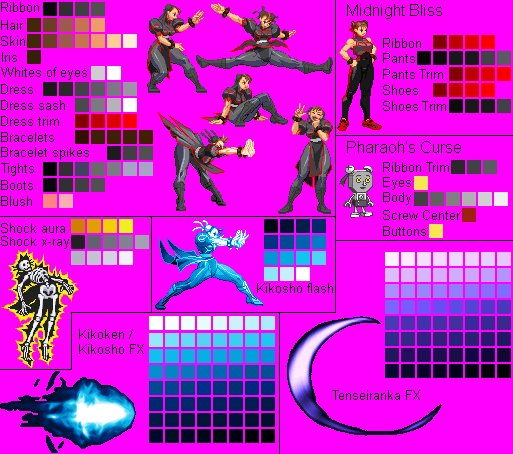 Ribbon
Hair
Skin
Iris
Whites of eyes
Dress
Dress sash
Dress trim
Bracelets
Bracelet spikes
Tights
Boots
Blush
Midnight Bliss
Ribbon
Pants
Pants Trim
Shoes
Shoes Trim
Pharaoh's Curse
Ribbon Trim
Eyes
Body
Screw Center
Buttons
Shock aura
Shock x-ray
Kikosho flash
Kikoken /
Kikosho FX
Tenseiranka FX